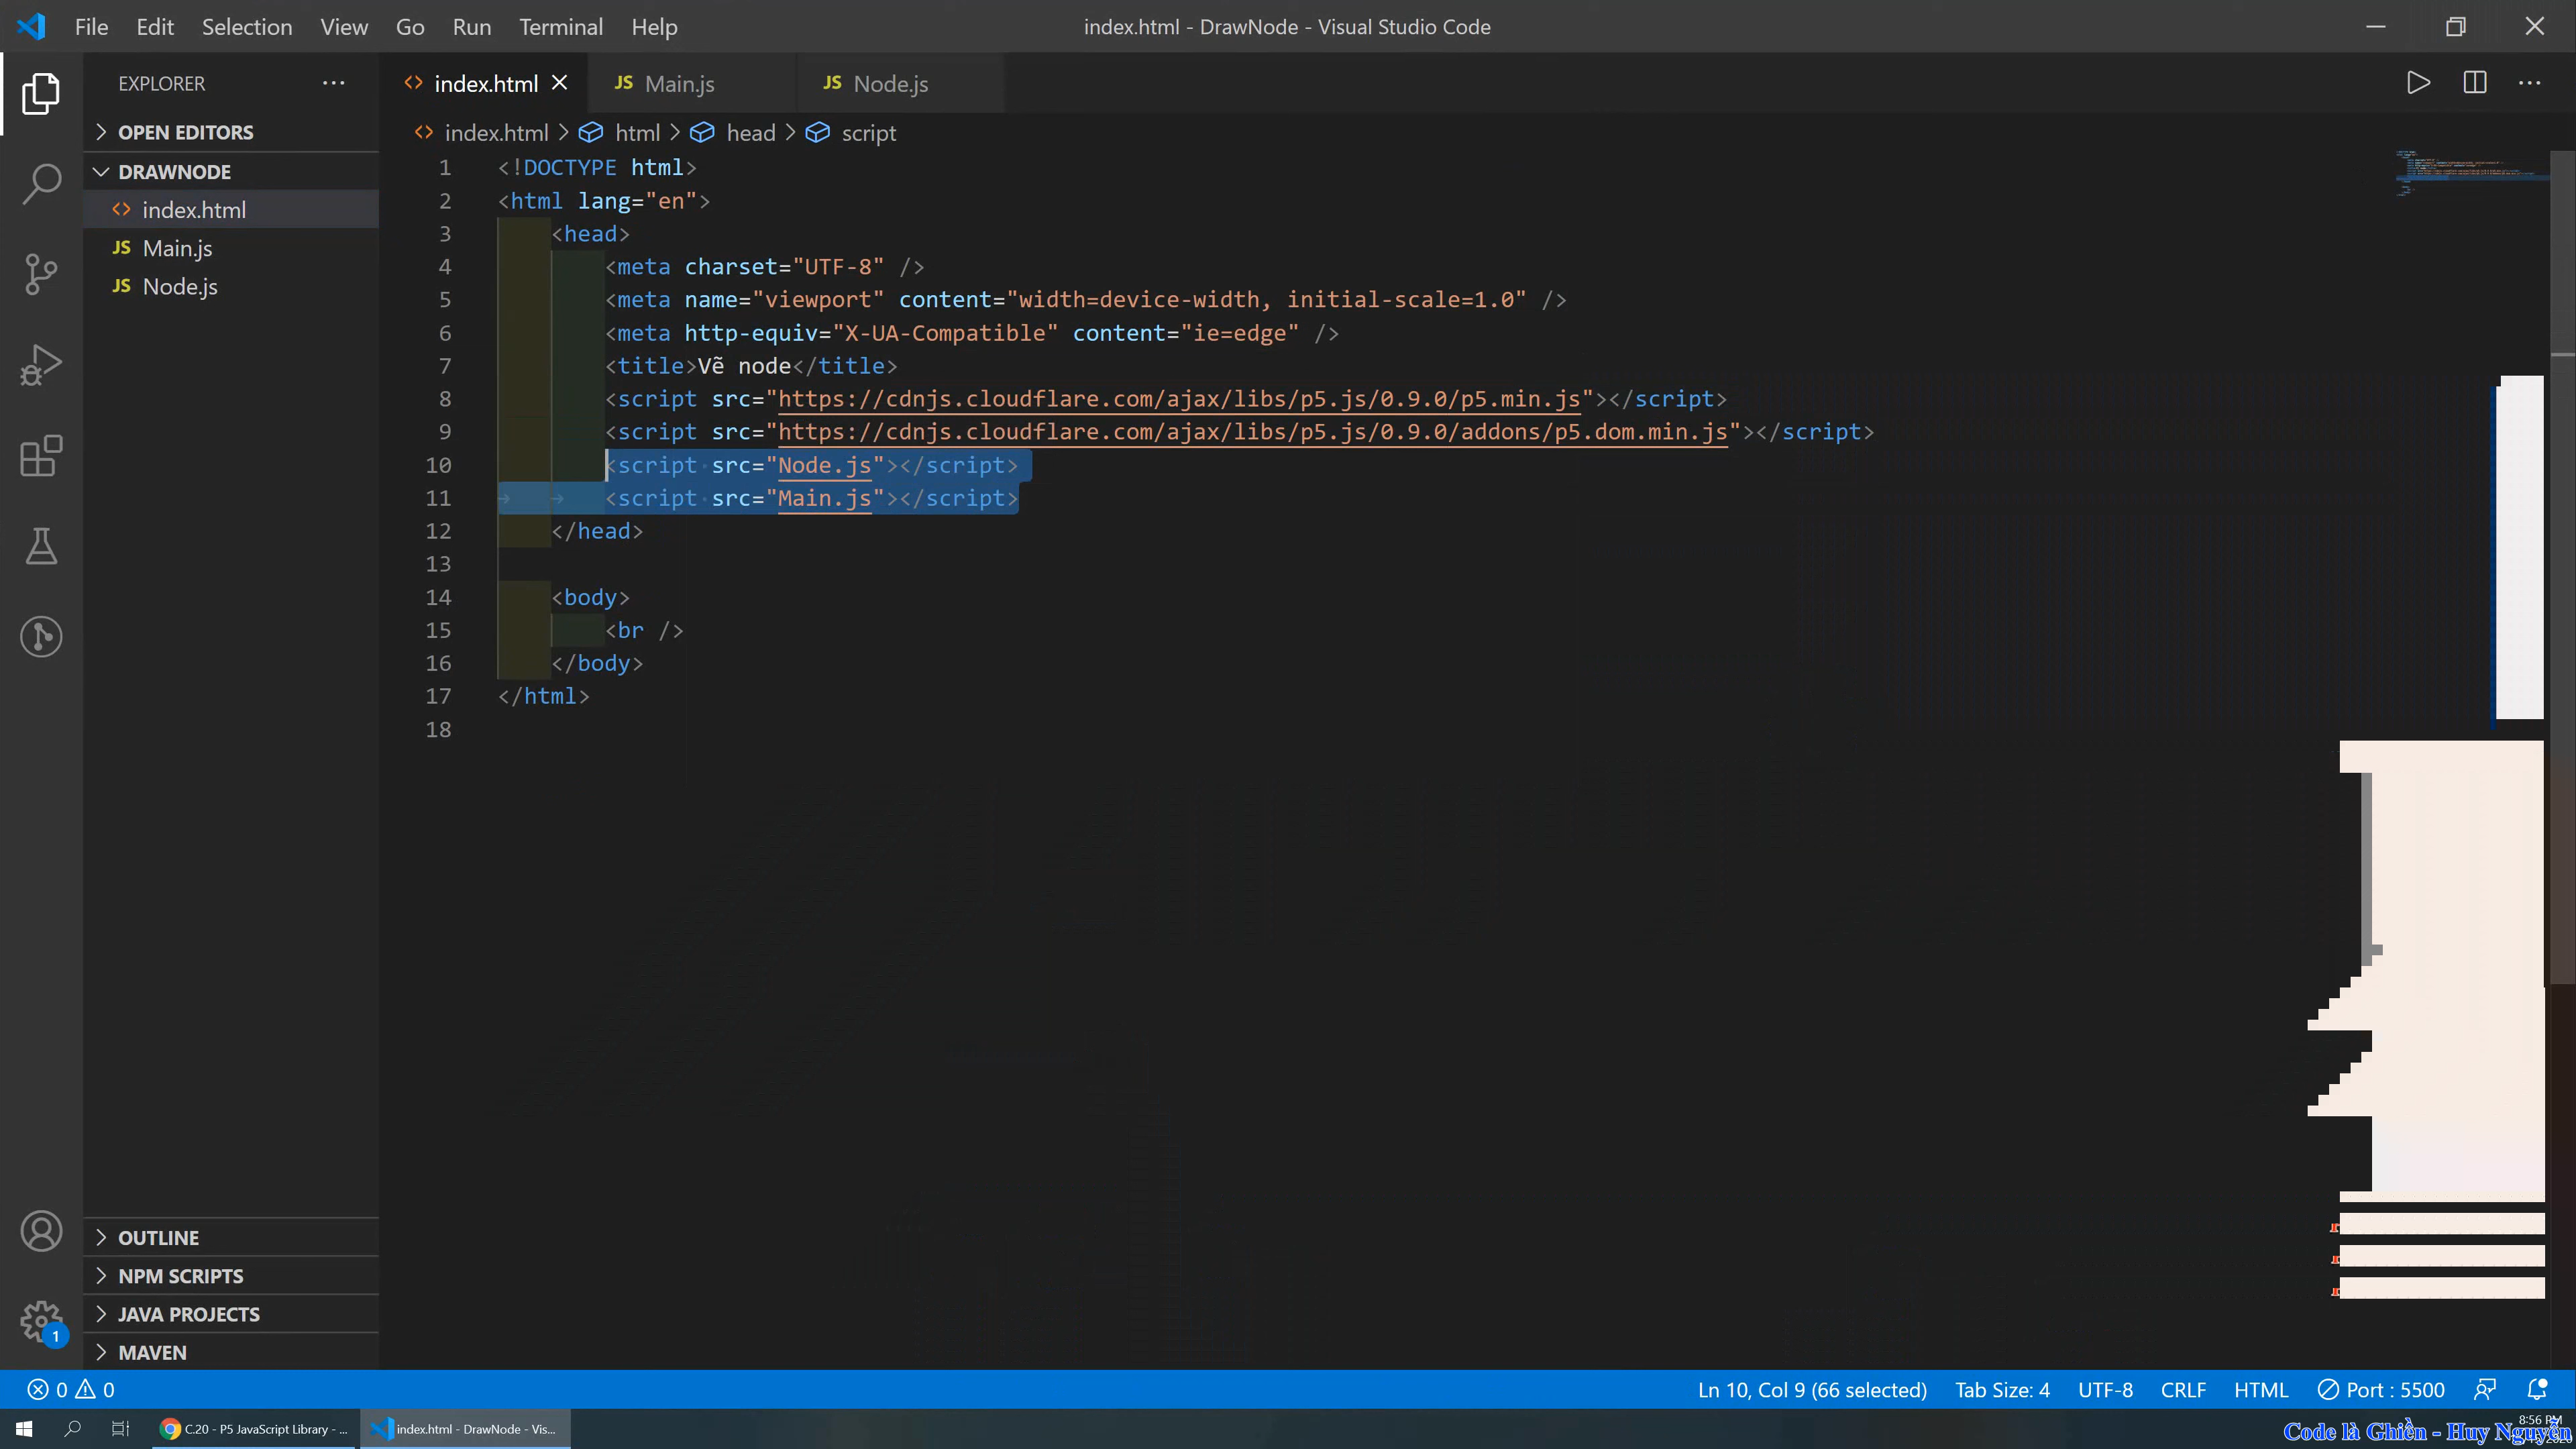 File Edit Selection View Go Run Terminal Help
index.html - DrawNode - Visual Studio Code
EXPLORER
OPEN EDITORS
DRAWNODE
index.html
JS Main.js
JS Node.js
index.html
JS Main.js
JS Node.js
index.html > html > head > script
1 <!DOCTYPE html>
2 <html lang="en">
3 <head>
4 <meta charset="UTF-8" />
5 <meta name="viewport" content="width=device-width, initial-scale=1.0" />
6 <meta http-equiv="X-UA-Compatible" content="ie=edge" />
7 <title>Vẽ node</title>
8 <script src="https://cdnjs.cloudflare.com/ajax/libs/p5.js/0.9.0/p5.min.js"></script>
9 <script src="https://cdnjs.cloudflare.com/ajax/libs/p5.js/0.9.0/addons/p5.dom.min.js"></script>
10 <script src="Node.js"></script>
11 <script src="Main.js"></script>
12 </head>
13
14 <body>
15 <br />
16 </body>
17 </html>
18
OUTLINE
NPM SCRIPTS
JAVA PROJECTS
MAVEN
1
0 0
Ln 10, Col 9 (66 selected) Tab Size: 4 UTF-8 CRLF HTML Port : 5500
C.20 - P5 JavaScript Library - ...
index.html - DrawNode - Vis...
8:56 PM
Code là Ghiền - Huy Nguyễn